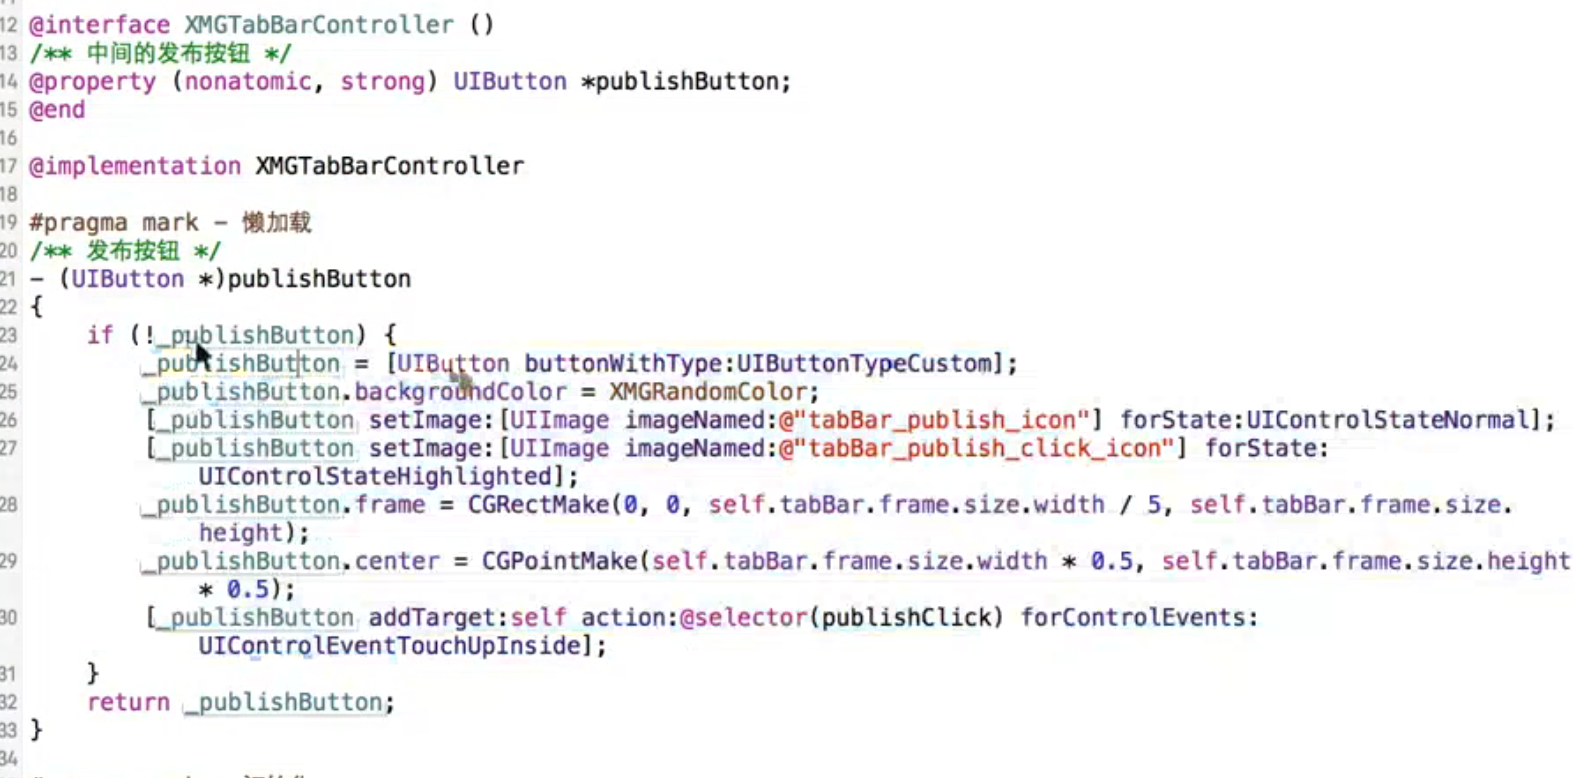 12 @interface XMGTabBarController ()
13 /** 中间的发布按钮 */
14 @property (nonatomic, strong) UIButton *publishButton;
15 @end
16
17 @implementation XMGTabBarController
18
19 #pragma mark - 懒加载
20 /** 发布按钮 */
21 - (UIButton *)publishButton
22 {
23 if (!_publishButton) {
24 _publishButton = [UIButton buttonWithType:UIButtonTypeCustom];
25 _publishButton.backgroundColor = XMGRandomColor;
26 [_publishButton setImage:[UIImage imageNamed:@"tabBar_publish_icon"] forState:UIControlStateNormal];
27 [_publishButton setImage:[UIImage imageNamed:@"tabBar_publish_click_icon"] forState:
UIControlStateHighlighted];
28 _publishButton.frame = CGRectMake(0, 0, self.tabBar.frame.size.width / 5, self.tabBar.frame.size.
height);
29 _publishButton.center = CGPointMake(self.tabBar.frame.size.width * 0.5, self.tabBar.frame.size.height
* 0.5);
30 [_publishButton addTarget:self action:@selector(publishClick) forControlEvents:
UIControlEventTouchUpInside];
31 }
32 return _publishButton;
33 }
34